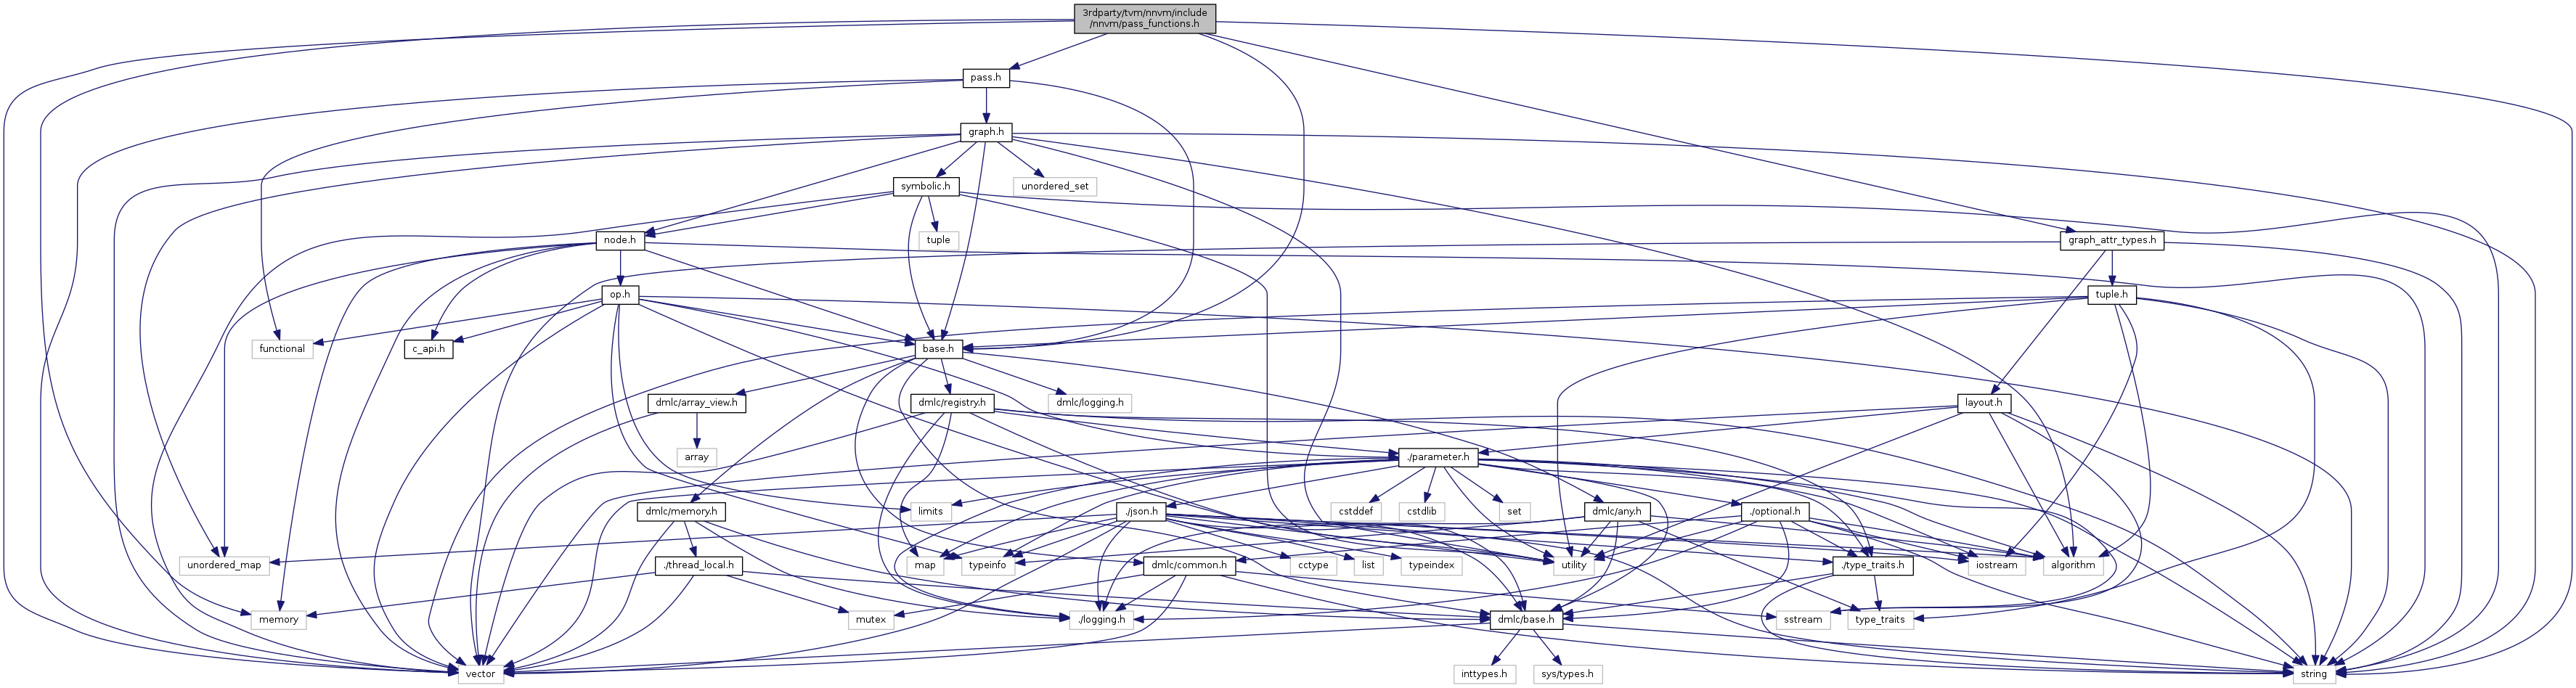 3rdparty/tvm/nnvm/include
/nnvm/pass_functions.h
pass.h
graph.h
symbolic.h
unordered_set
node.h
tuple
graph_attr_types.h
op.h
tuple.h
functional
c_api.h
base.h
dmlc/array_view.h
dmlc/registry.h
dmlc/logging.h
layout.h
array
./parameter.h
dmlc/memory.h
limits
./json.h
cstddef
cstdlib
set
dmlc/any.h
./optional.h
unordered_map
./thread_local.h
map
typeinfo
dmlc/common.h
cctype
list
typeindex
utility
./type_traits.h
iostream
algorithm
memory
mutex
./logging.h
dmlc/base.h
sstream
type_traits
vector
inttypes.h
sys/types.h
string